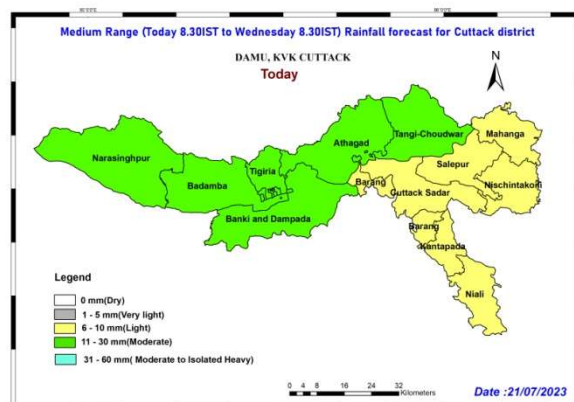 Medium Range (Today 8.30IST to Wednesday 8.30IST) Rainfall forecast for Cuttack district
DAMU, KVK CUTTACK
Today
N
Narasinghpur
Badamba
Tigiria
Athagad
Tangi-Choudwar
Mahanga
Salepur
Nischintakoili
Barang
Cuttack Sadar
Banki and Dampada
Barang
Kantapada
Niali
Legend
0 mm(Dry)
1 - 5 mm(Very light)
6 - 10 mm(Light)
11 - 30 mm(Moderate)
31 - 60 mm( Moderate to Isolated Heavy)
0 4 8 16 24 32
Kilometers
Date :21/07/2023